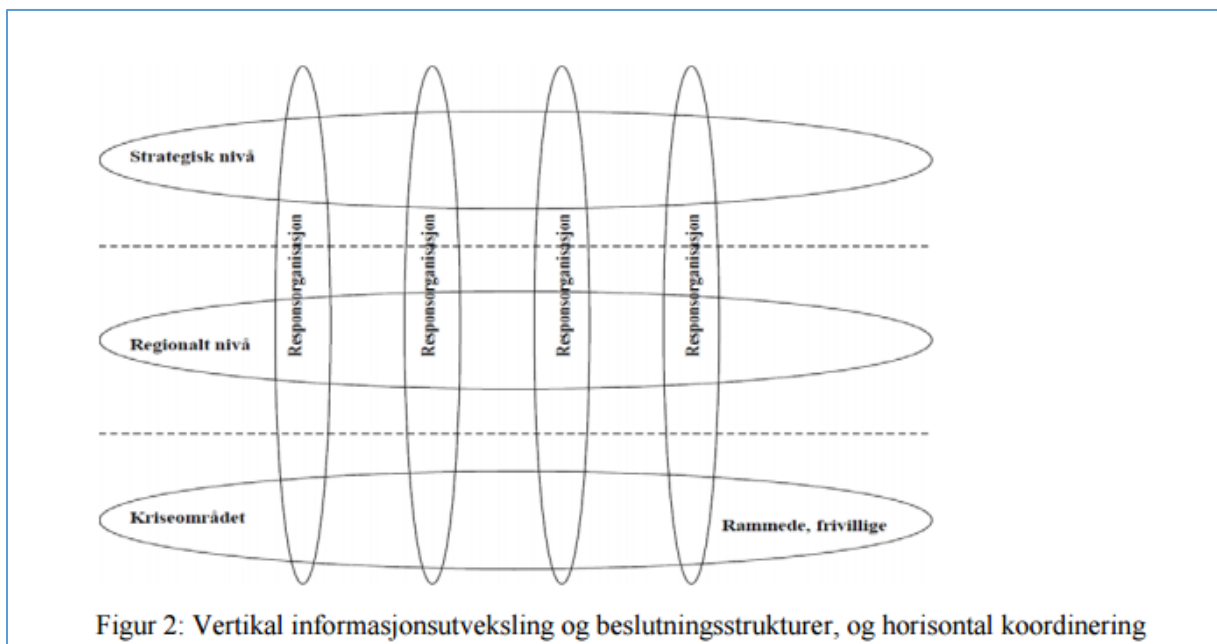 Strategisk nivå
Responsorganisasjon
Responsorganisasjon
Responsorganisasjon
Responsorganisasjon
Regionalt nivå
Kriseområdet
Rammede, frivillige
Figur 2: Vertikal informasjonsutveksling og beslutningsstrukturer, og horisontal koordinering